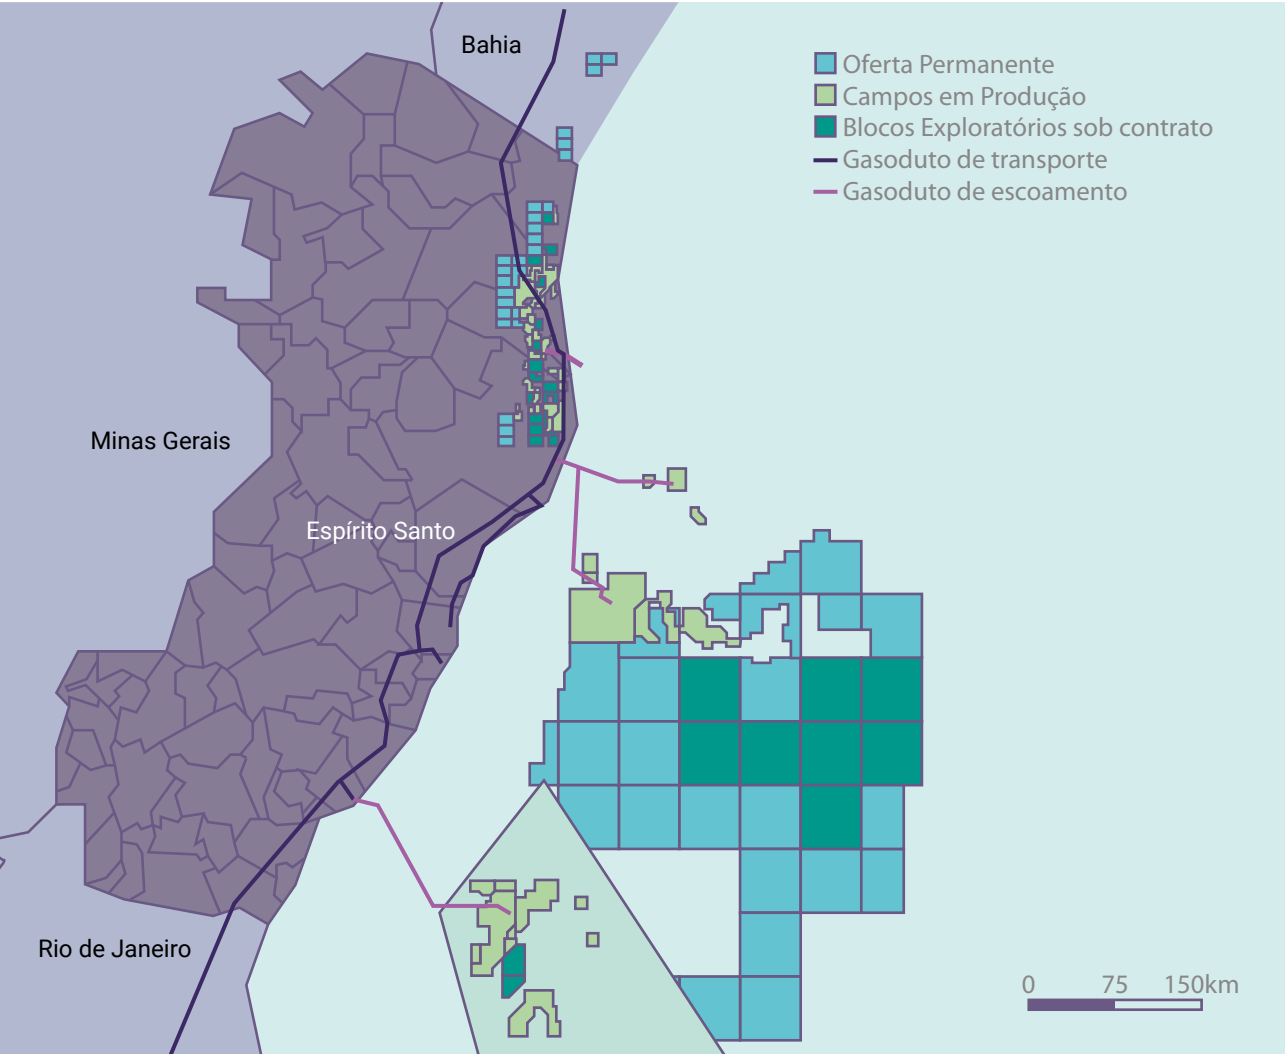 Bahia
Oferta Permanente
Campos em Produção
Blocos Exploratórios sob contrato
Gasoduto de transporte
Gasoduto de escoamento
Minas Gerais
Espírito Santo
Rio de Janeiro
0 75 150km